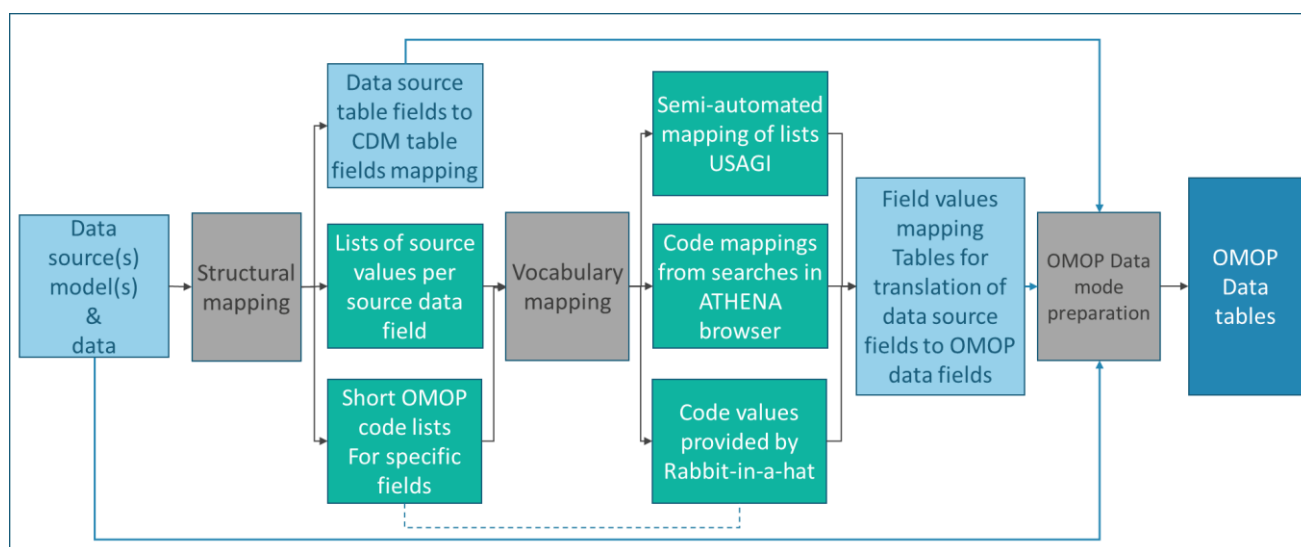 Data
source(s)
model(s)
&
data
Structural
mapping
Data source
table fields to
CDM table
fields mapping
Lists of source
values per
source data
field
Short OMOP
code lists
For specific
fields
Vocabulary
mapping
Semi-automated
mapping of lists
USAGI
Code mappings
from searches in
ATHENA
browser
Code values
provided by
Rabbit-in-a-hat
Field values
mapping
Tables for
translation of
data source
fields to OMOP
data fields
OMOP Data
mode
preparation
OMOP
Data
tables